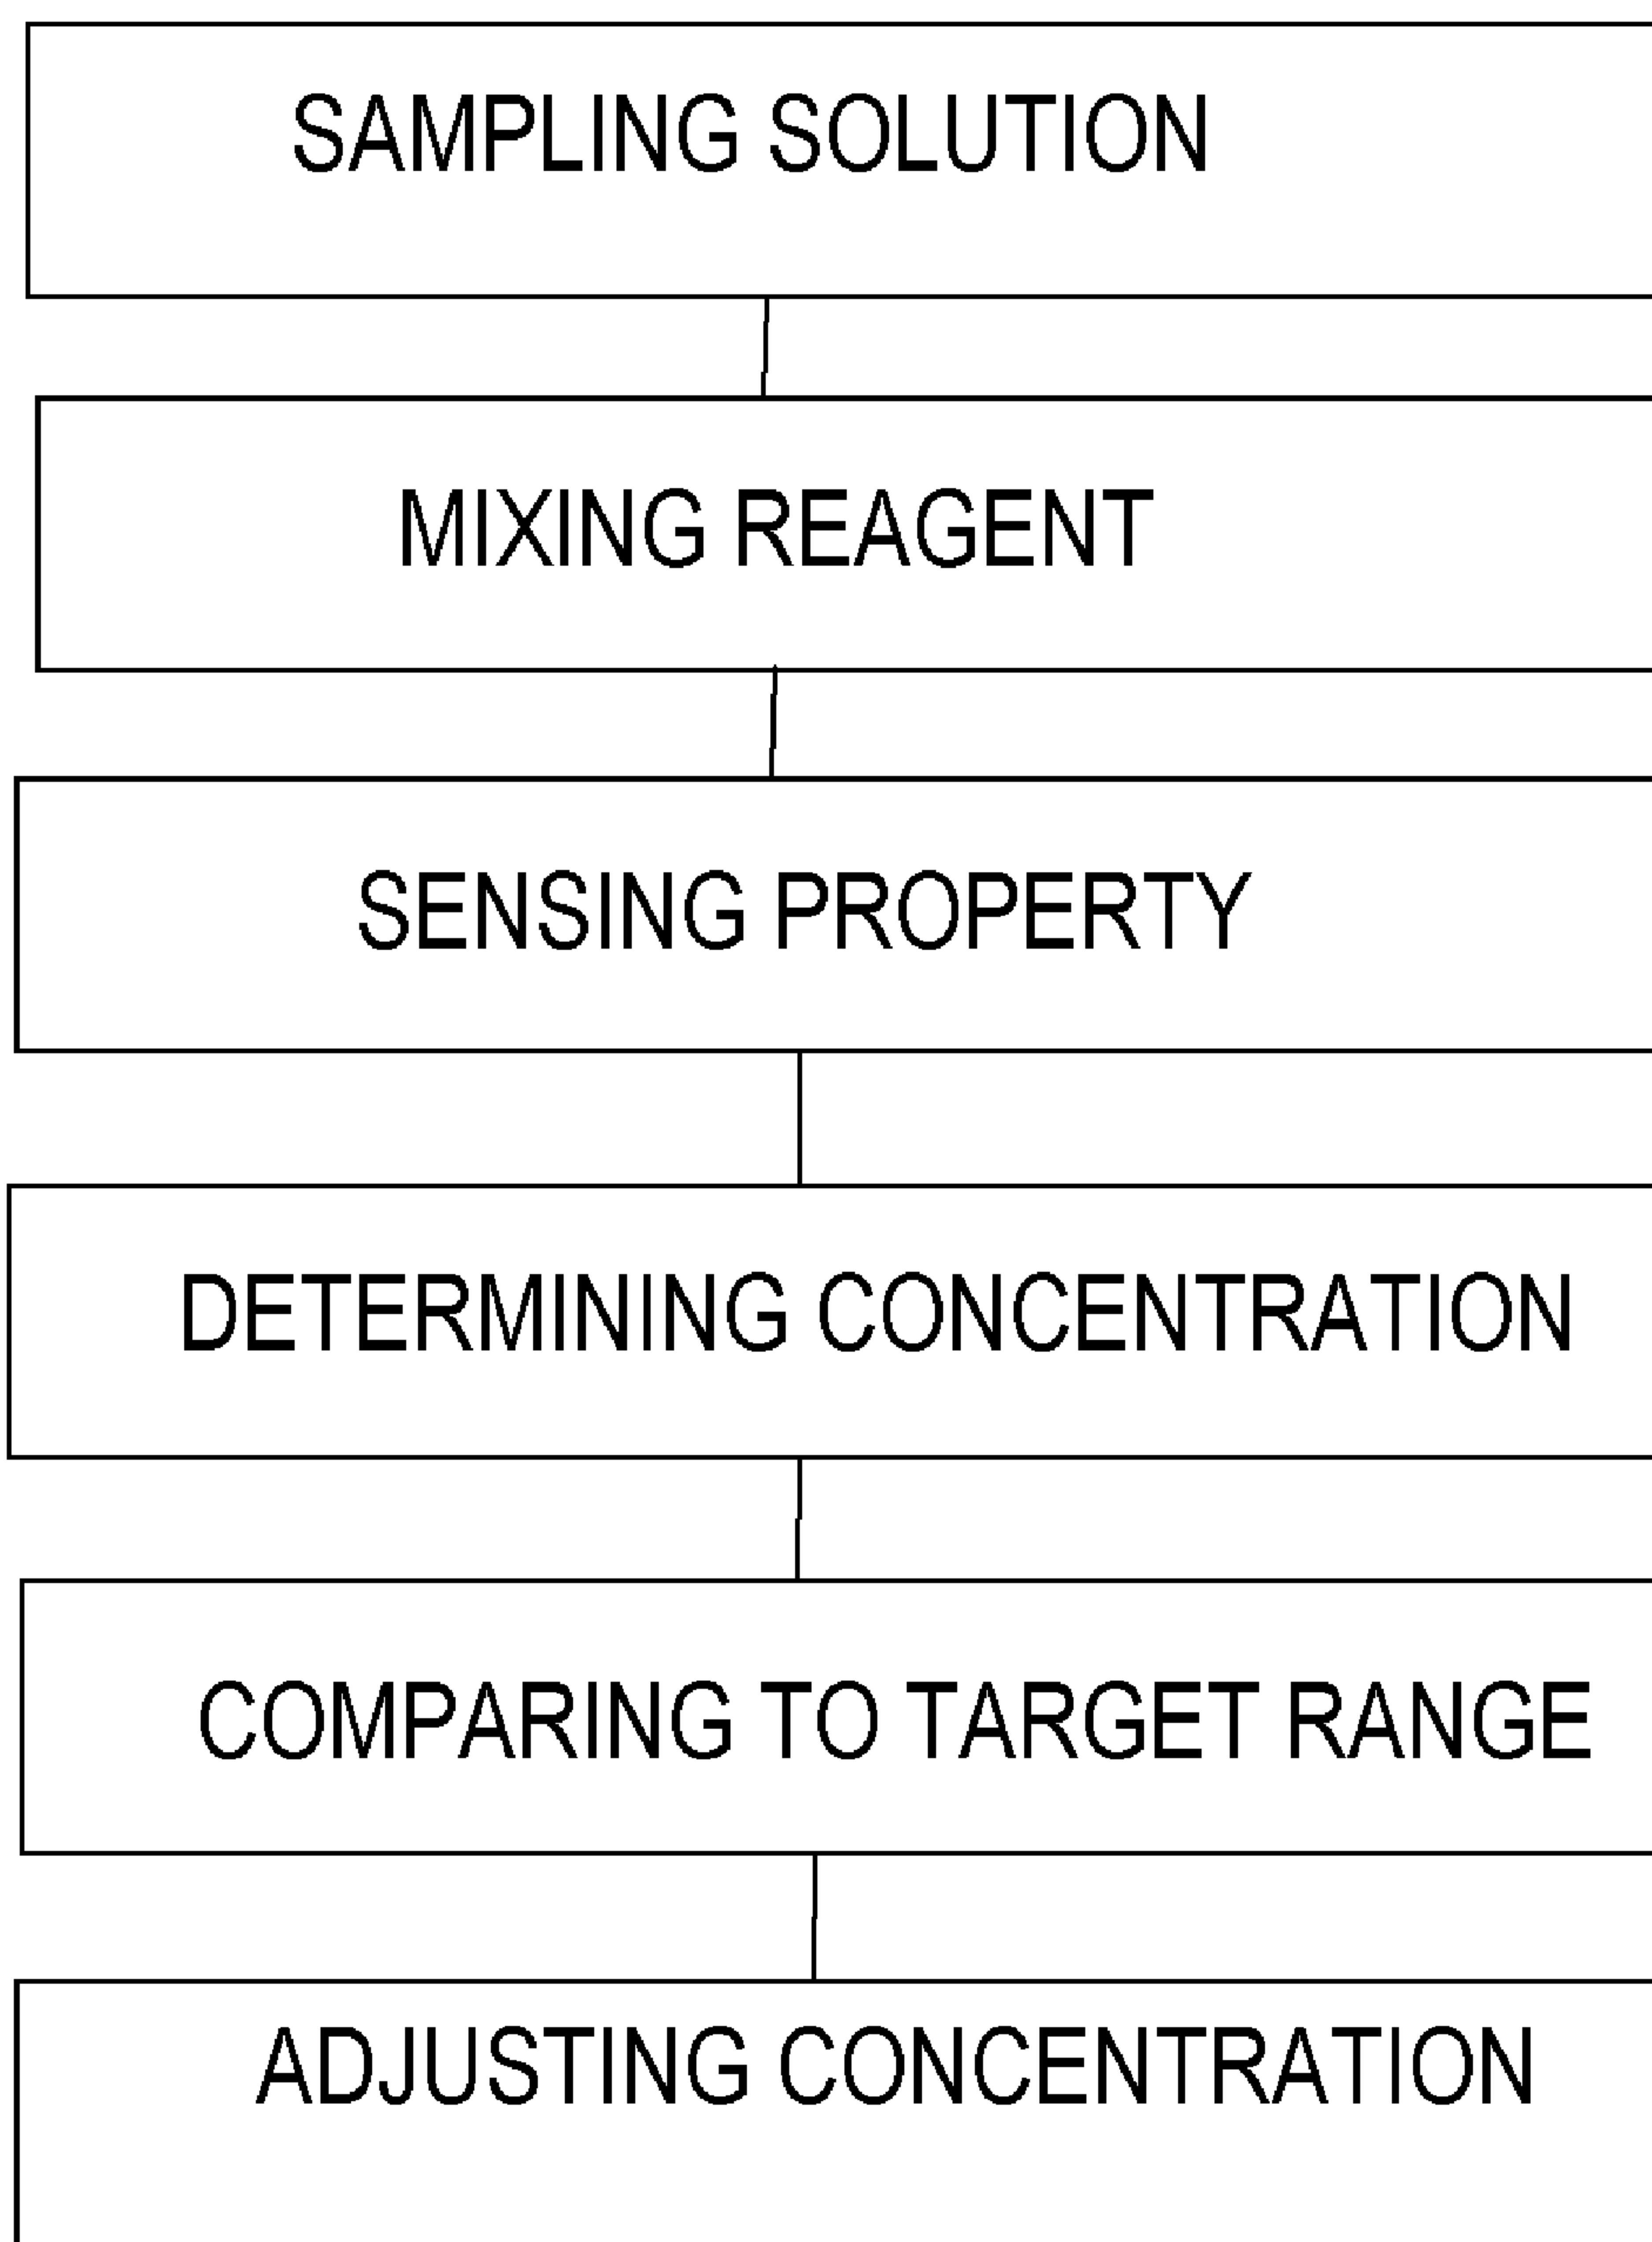 SAMPLING SOLUTION
MIXING REAGENT
SENSING PROPERTY
DETERMINING CONCENTRATION
COMPARING TO TARGET RANGE
ADJUSTING CONCENTRATION